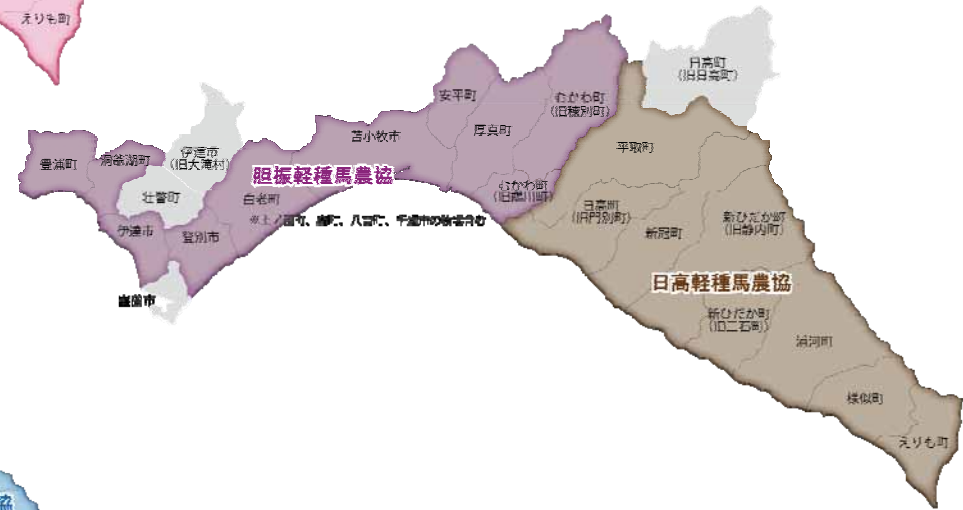 えりも町
日高町
(旧日高町)
安平町
むかわ町
(旧穂別町)
厚真町
苫小牧市
平取町
伊達市
(旧大滝村)
豊浦町
洞爺湖町
胆振軽種馬農協
壮瞥町
白老町
むかわ町
(旧鵡川町)
日高町
(旧門別町)
新ひだか町
(旧静内町)
伊達市
登別市
新冠町
日高軽種馬農協
室蘭市
新ひだか町
(旧三石町)
浦河町
様似町
えりも町
協